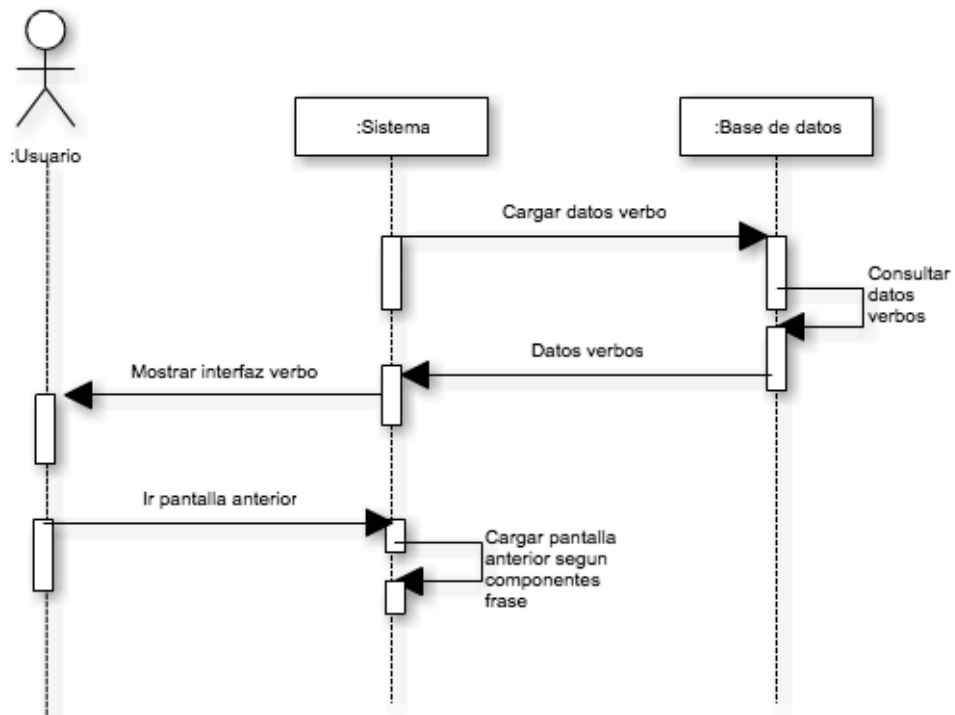 :Usuario
:Sistema
:Base de datos
Cargar datos verbo
Consultar
datos
verbos
Datos verbos
Mostrar interfaz verbo
Ir pantalla anterior
Cargar pantalla
anterior segun
componentes
frase